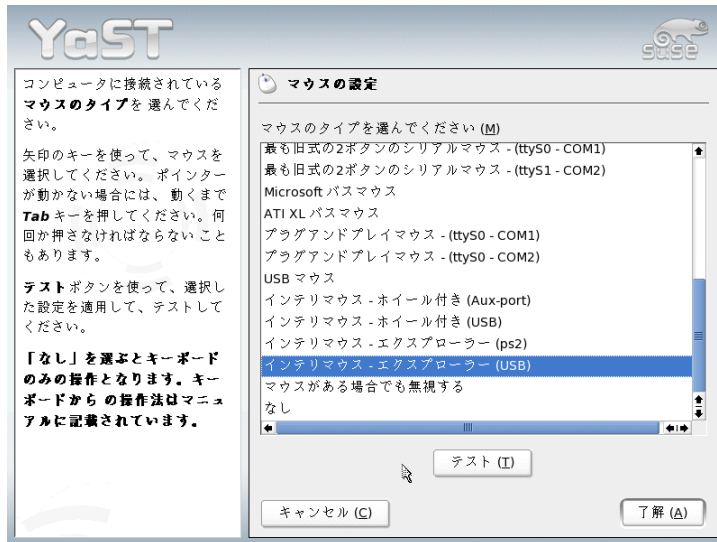 YaST
SUSE
コンピュータに接続されている
マウスのタイプを 選んでくだ
さい。
矢印のキーを使って、マウスを
選択してください。 ポインター
が動かない場合には、 動くまで
Tab キーを押してください。何
回か押さなければならない こと
もあります。
テストボタンを使って、選択し
た設定を適用して、テストして
ください。
「なし」を選ぶとキーボード
のみの操作となります。キー
ボードから の操作法はマニュ
アルに記載されています。
マウスの設定
マウスのタイプを選んでください (M)
最も旧式の2ボタンのシリアルマウス - (ttyS0 - COM1)
最も旧式の2ボタンのシリアルマウス - (ttyS1 - COM2)
Microsoft バスマウス
ATI XL バスマウス
プラグアンドプレイマウス - (ttyS0 - COM1)
プラグアンドプレイマウス - (ttyS0 - COM2)
USB マウス
インテリマウス - ホイール付き (Aux-port)
インテリマウス - ホイール付き (USB)
インテリマウス - エクスプローラー (ps2)
インテリマウス - エクスプローラー (USB)
マウスがある場合でも無視する
なし
テスト (T)
キャンセル (C)
了解 (A)